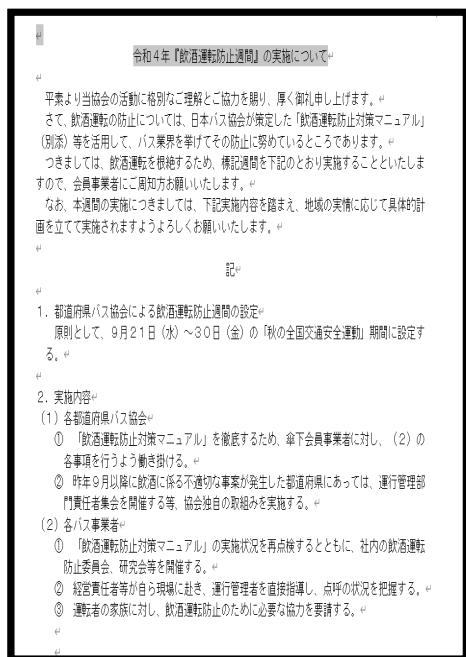 令和４年『飲酒運転防止週間』の実施について
平素より当協会の活動に格別なご理解とご協力を賜り、厚く御礼申し上げます。
さて、飲酒運転の防止については、日本バス協会が策定した「飲酒運転防止対策マニュアル」
（別添）等を活用して、バス業界を挙げてその防止に努めているところであります。
つきましては、飲酒運転を根絶するため、標記週間を下記のとおり実施することといたしま
すので、会員事業者にご周知方お願いいたします。
なお、本週間の実施につきましては、下記実施内容を踏まえ、地域の実情に応じて具体的計
画を立てて実施されますようよろしくお願いいたします。
記
１．都道府県バス協会による飲酒運転防止週間の設定
原則として、９月２１日（水）～３０日（金）の「秋の全国交通安全運動」期間に設定す
る。
２．実施内容
（１）各都道府県バス協会
①　「飲酒運転防止対策マニュアル」を徹底するため、傘下会員事業者に対し、（２）の
各事項を行うよう働き掛ける。
②　昨年９月以降に飲酒に係る不適切な事案が発生した都道府県にあっては、運行管理部
門責任者集会を開催する等、協会独自の取組みを実施する。
（２）各バス事業者
①　「飲酒運転防止対策マニュアル」の実施状況を再点検するとともに、社内の飲酒運転
防止委員会、研究会等を開催する。
②　経営責任者等が自ら現場に赴き、運行管理者を直接指導し、点呼の状況を把握する。
③　運転者の家族に対し、飲酒運転防止のために必要な協力を要請する。